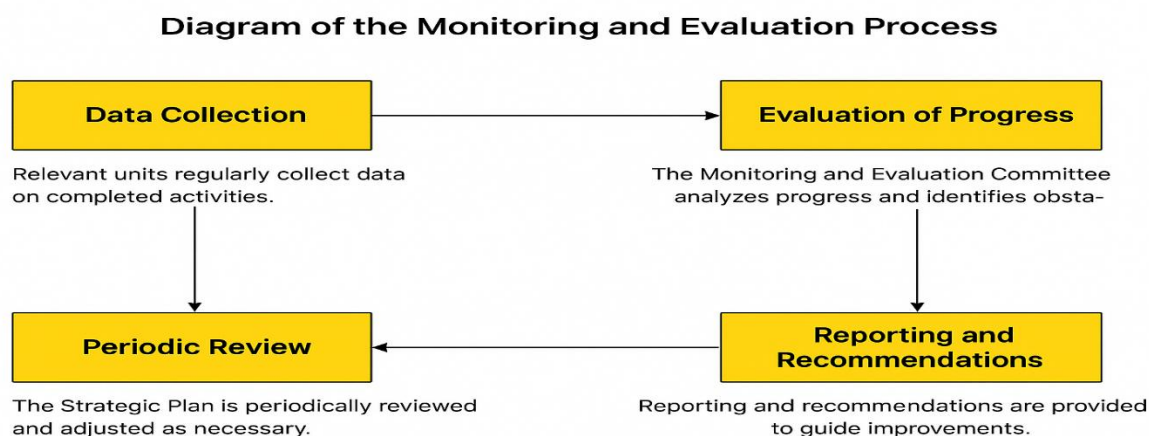 Diagram of the Monitoring and Evaluation Process
Data Collection
Relevant units regularly collect data
on completed activities.
Evaluation of Progress
The Monitoring and Evaluation Committee
analyzes progress and identifies obsta-
Periodic Review
The Strategic Plan is periodically reviewed
and adjusted as necessary.
Reporting and
Recommendations
Reporting and recommendations are provided
to guide improvements.